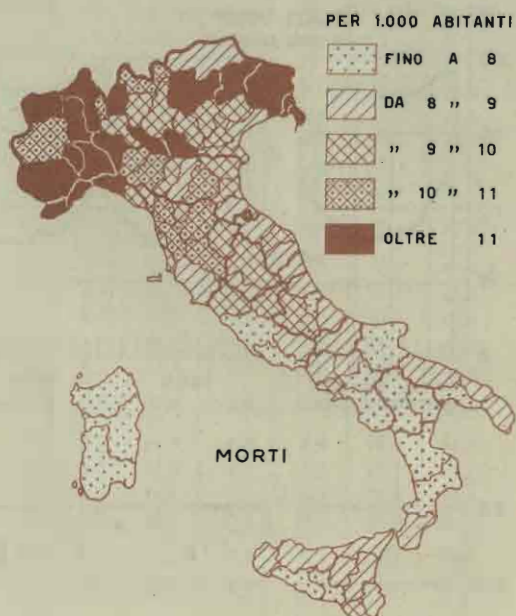 PER 1.000 ABITANTI
FINO A 8
DA 8 " 9
" 9 " 10
" 10 " 11
OLTRE 11
MORTI